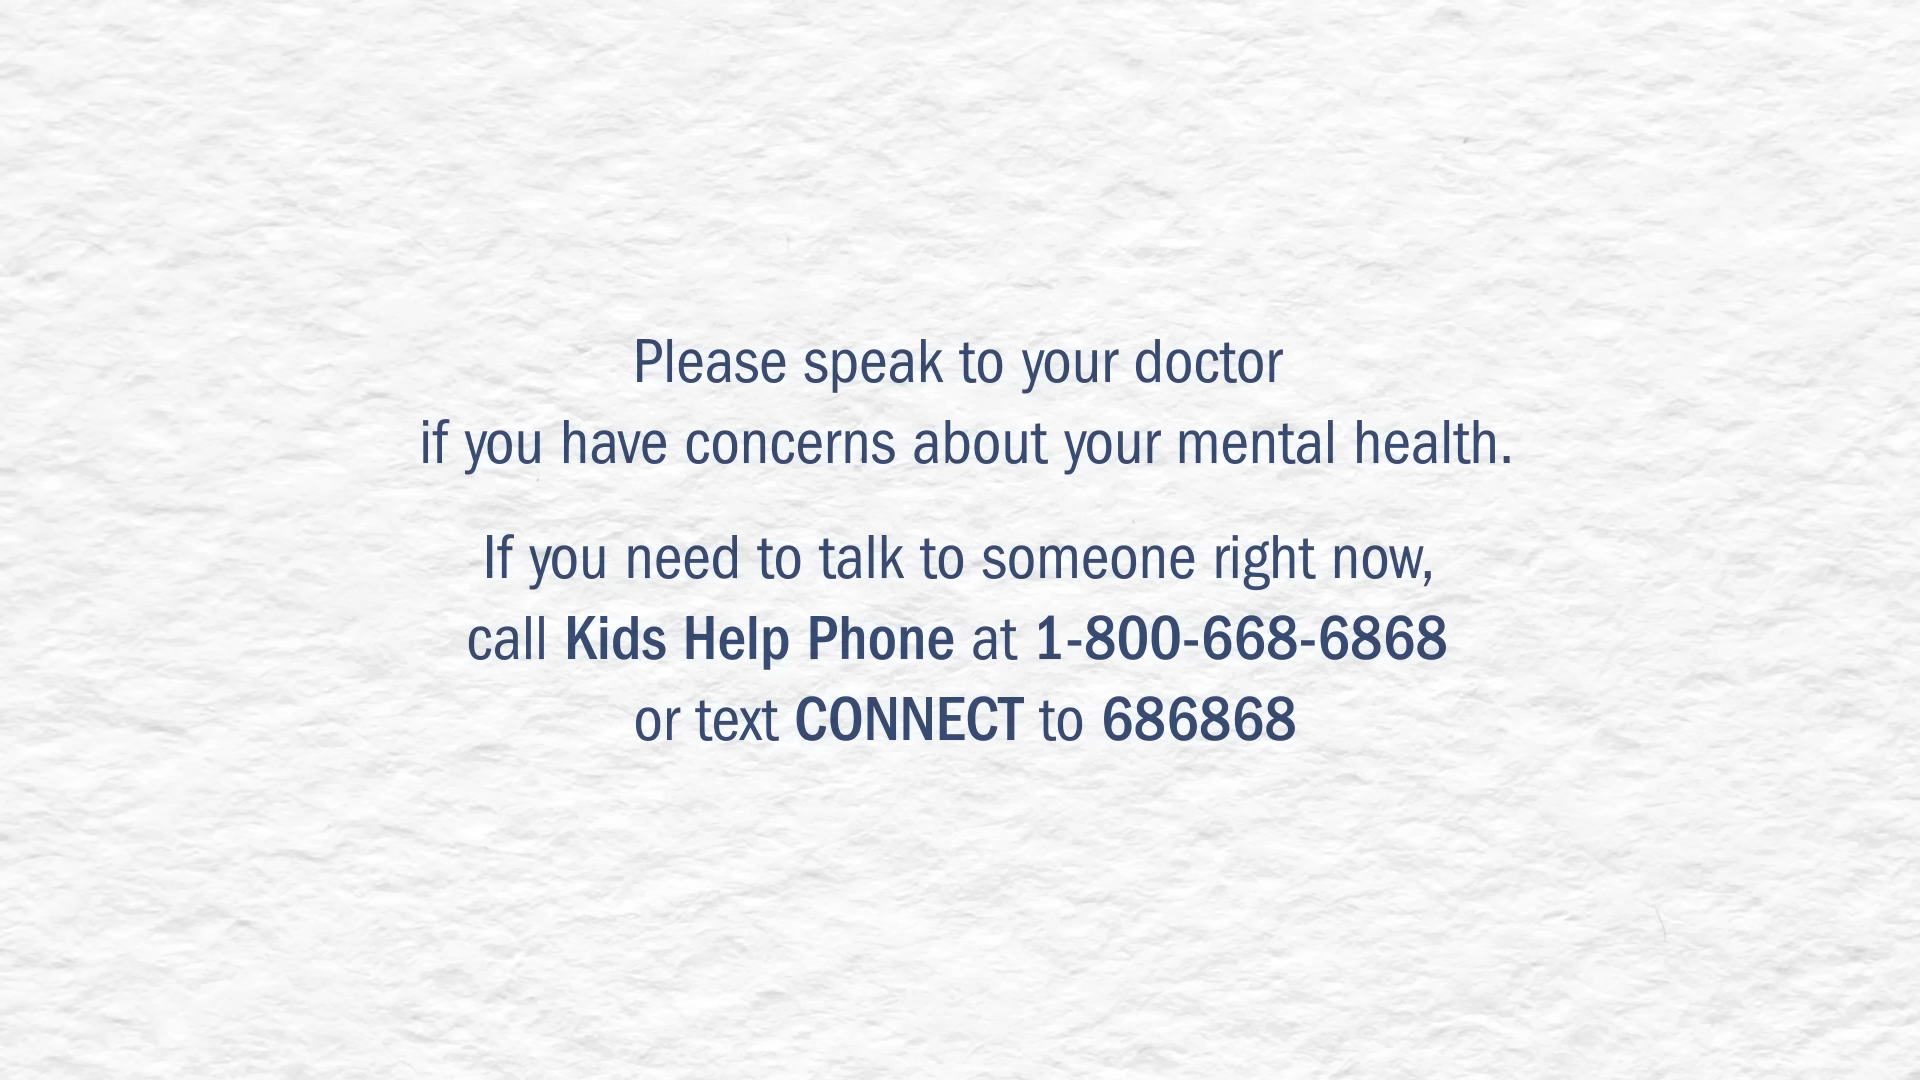 Please speak to your doctor
if you have concerns about your mental health.
If you need to talk to someone right now,
call Kids Help Phone at 1-800-668-6868
or text CONNECT to 686868